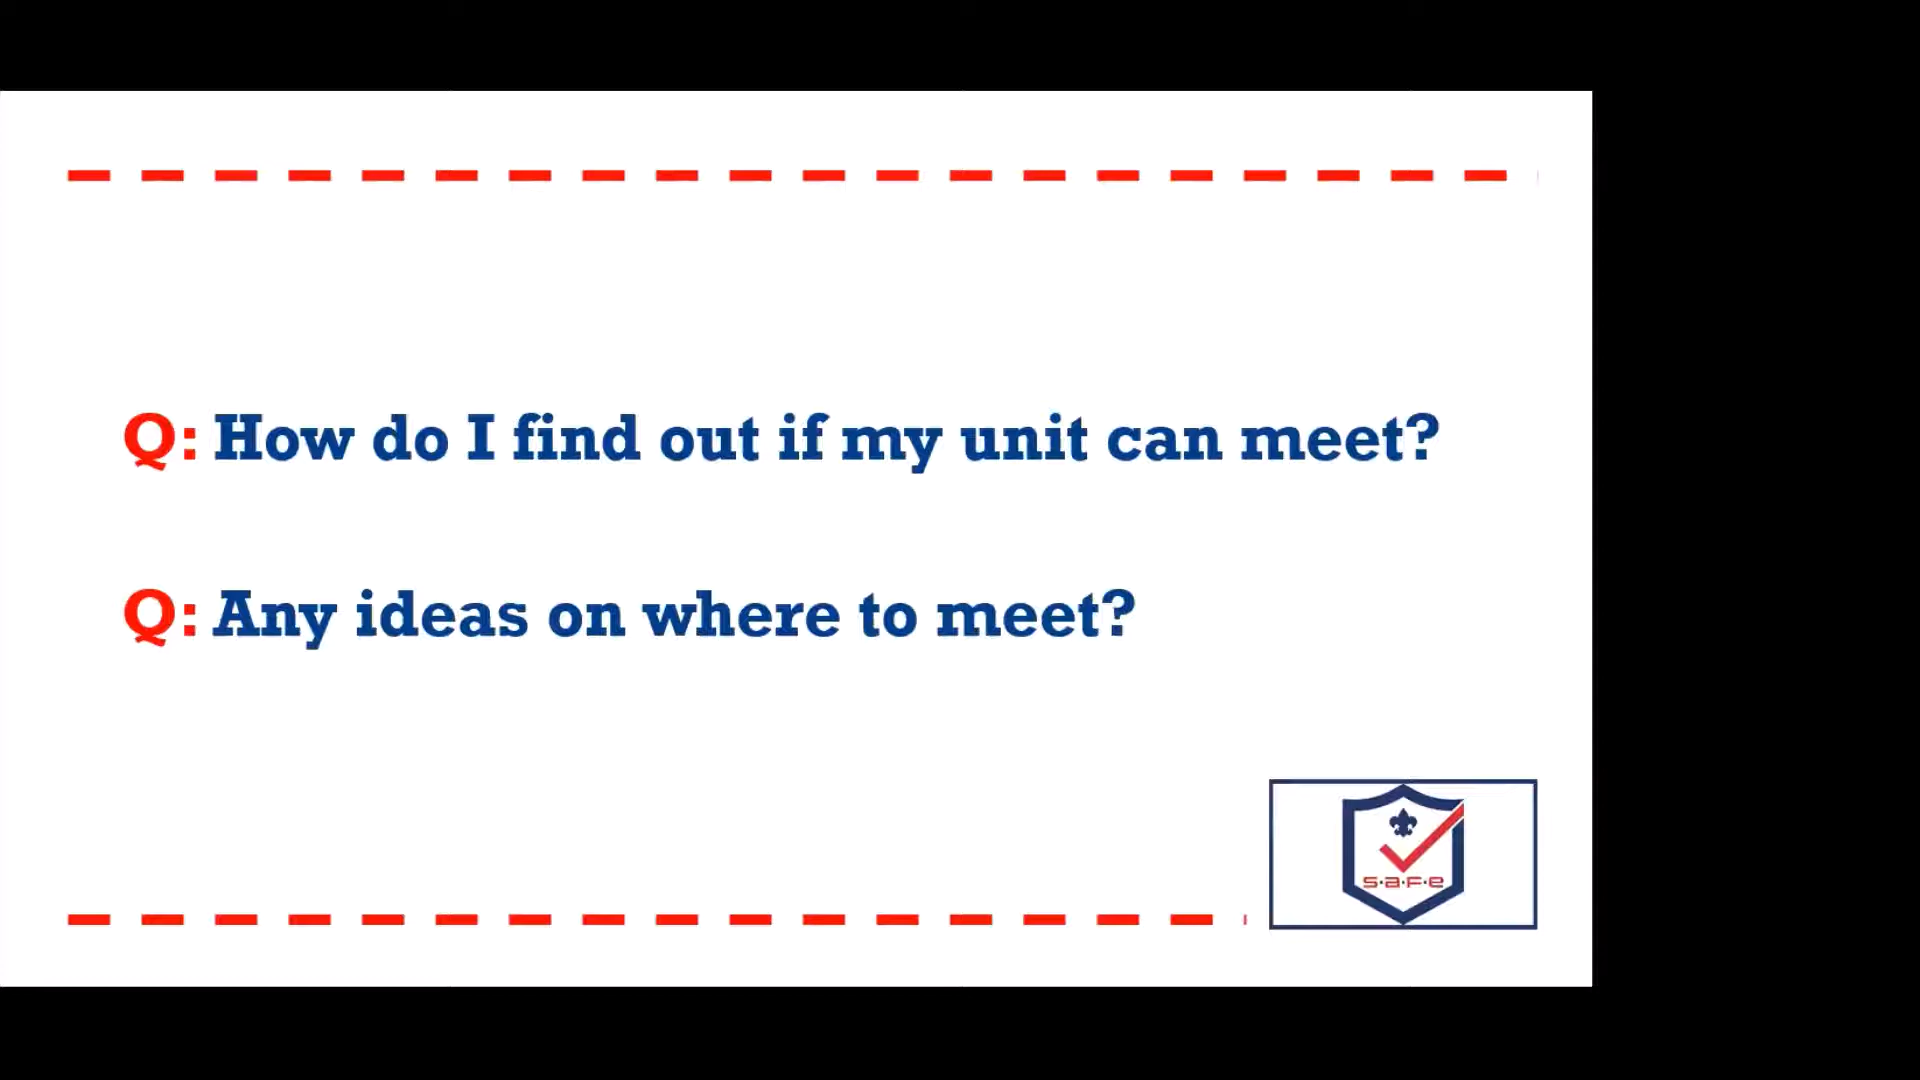 Q: How do I find out if my unit can meet?
Q: Any ideas on where to meet?
s·a·f·e